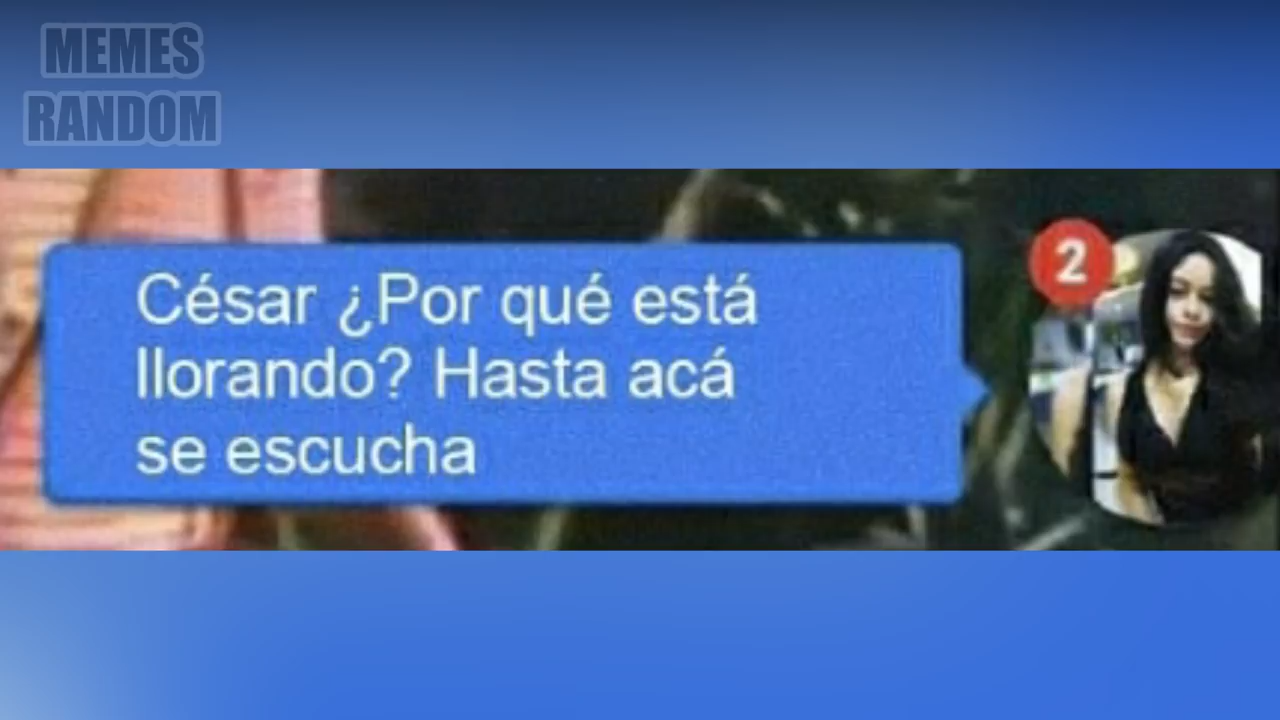 MEMES
RANDOM
César ¿Por qué está
llorando? Hasta acá
se escucha
2